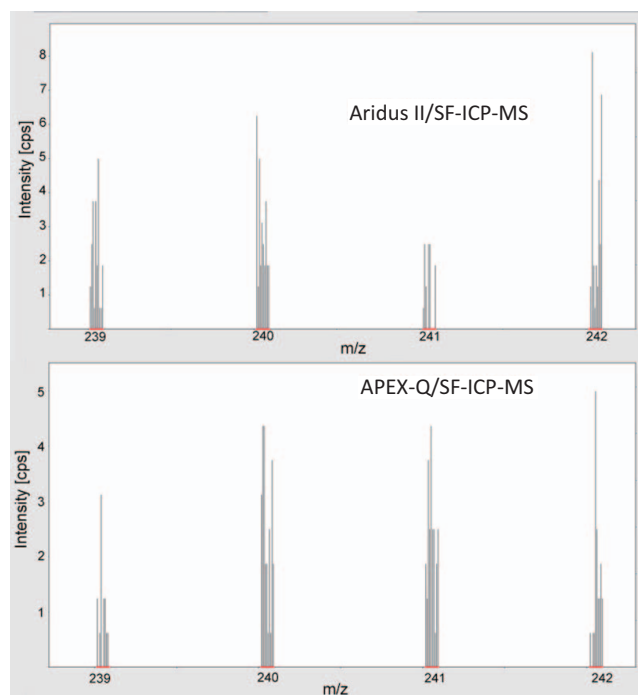 Intensity [cps]
8
7
6
5
4
3
2
1
Aridus II/SF-ICP-MS
239 240 241 242
m/z
Intensity [cps]
5
4
3
2
1
APEX-Q/SF-ICP-MS
239 240 241 242
m/z